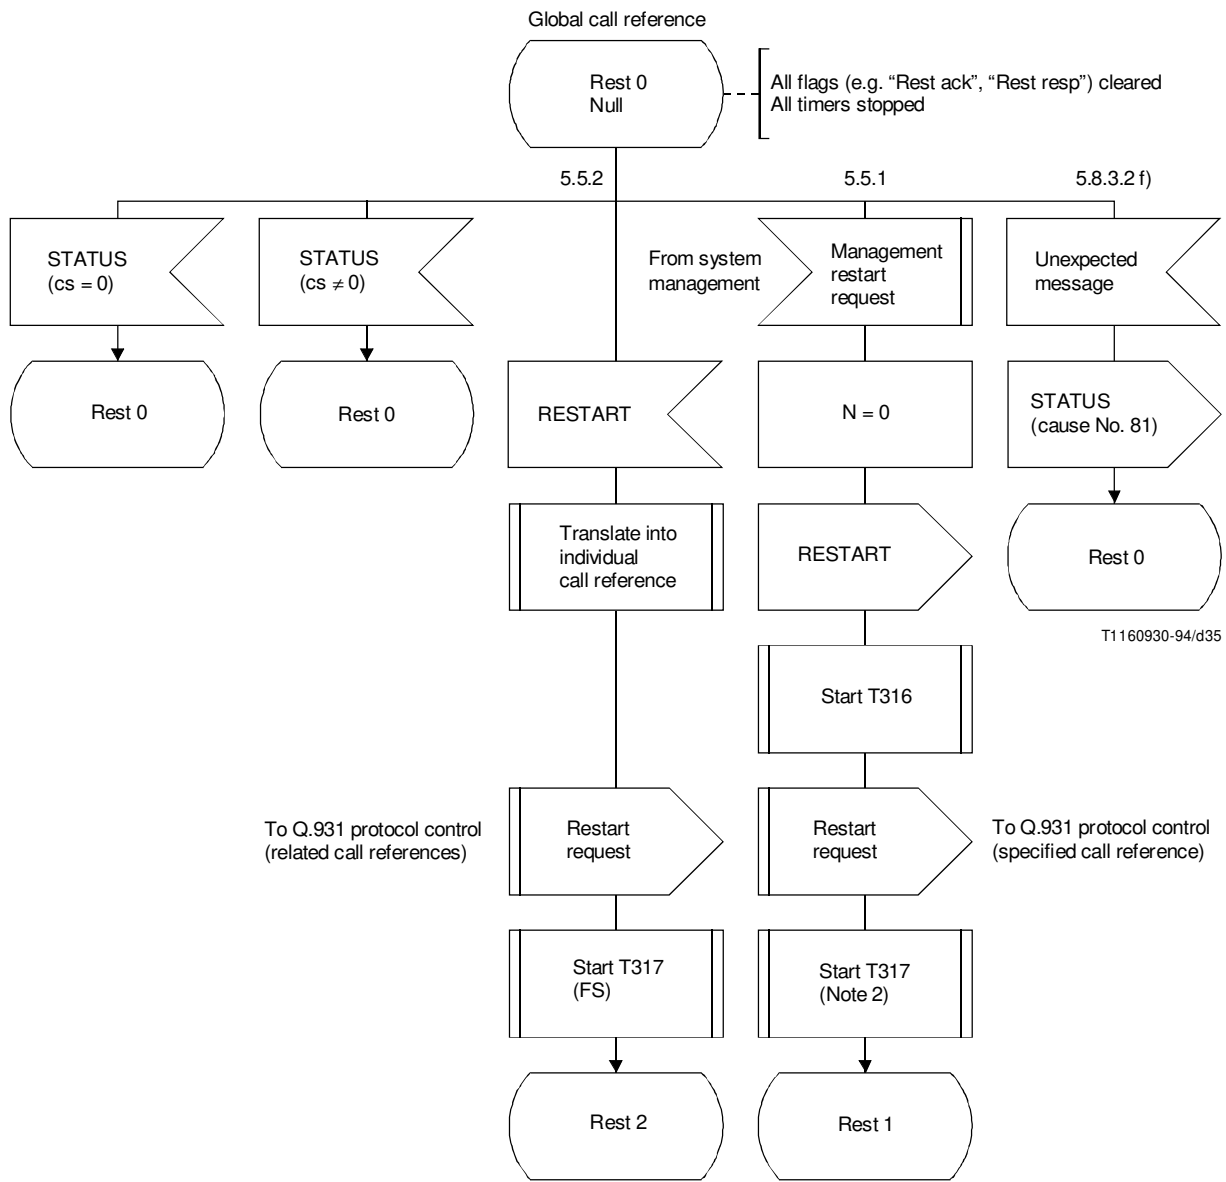 Global call reference
Rest 0
Null
All flags (e.g. “Rest ack”, “Rest resp”) cleared
All timers stopped
5.5.2
5.5.1
5.8.3.2 f)
STATUS
(cs = 0)
STATUS
(cs ≠ 0)
From system
management
Management
restart
request
Unexpected
message
Rest 0
Rest 0
RESTART
N = 0
STATUS
(cause No. 81)
Translate into
individual
call reference
RESTART
Rest 0
T1160930-94/d35
Start T316
To Q.931 protocol control
(related call references)
Restart
request
Restart
request
To Q.931 protocol control
(specified call reference)
Start T317
(FS)
Start T317
(Note 2)
Rest 2
Rest 1